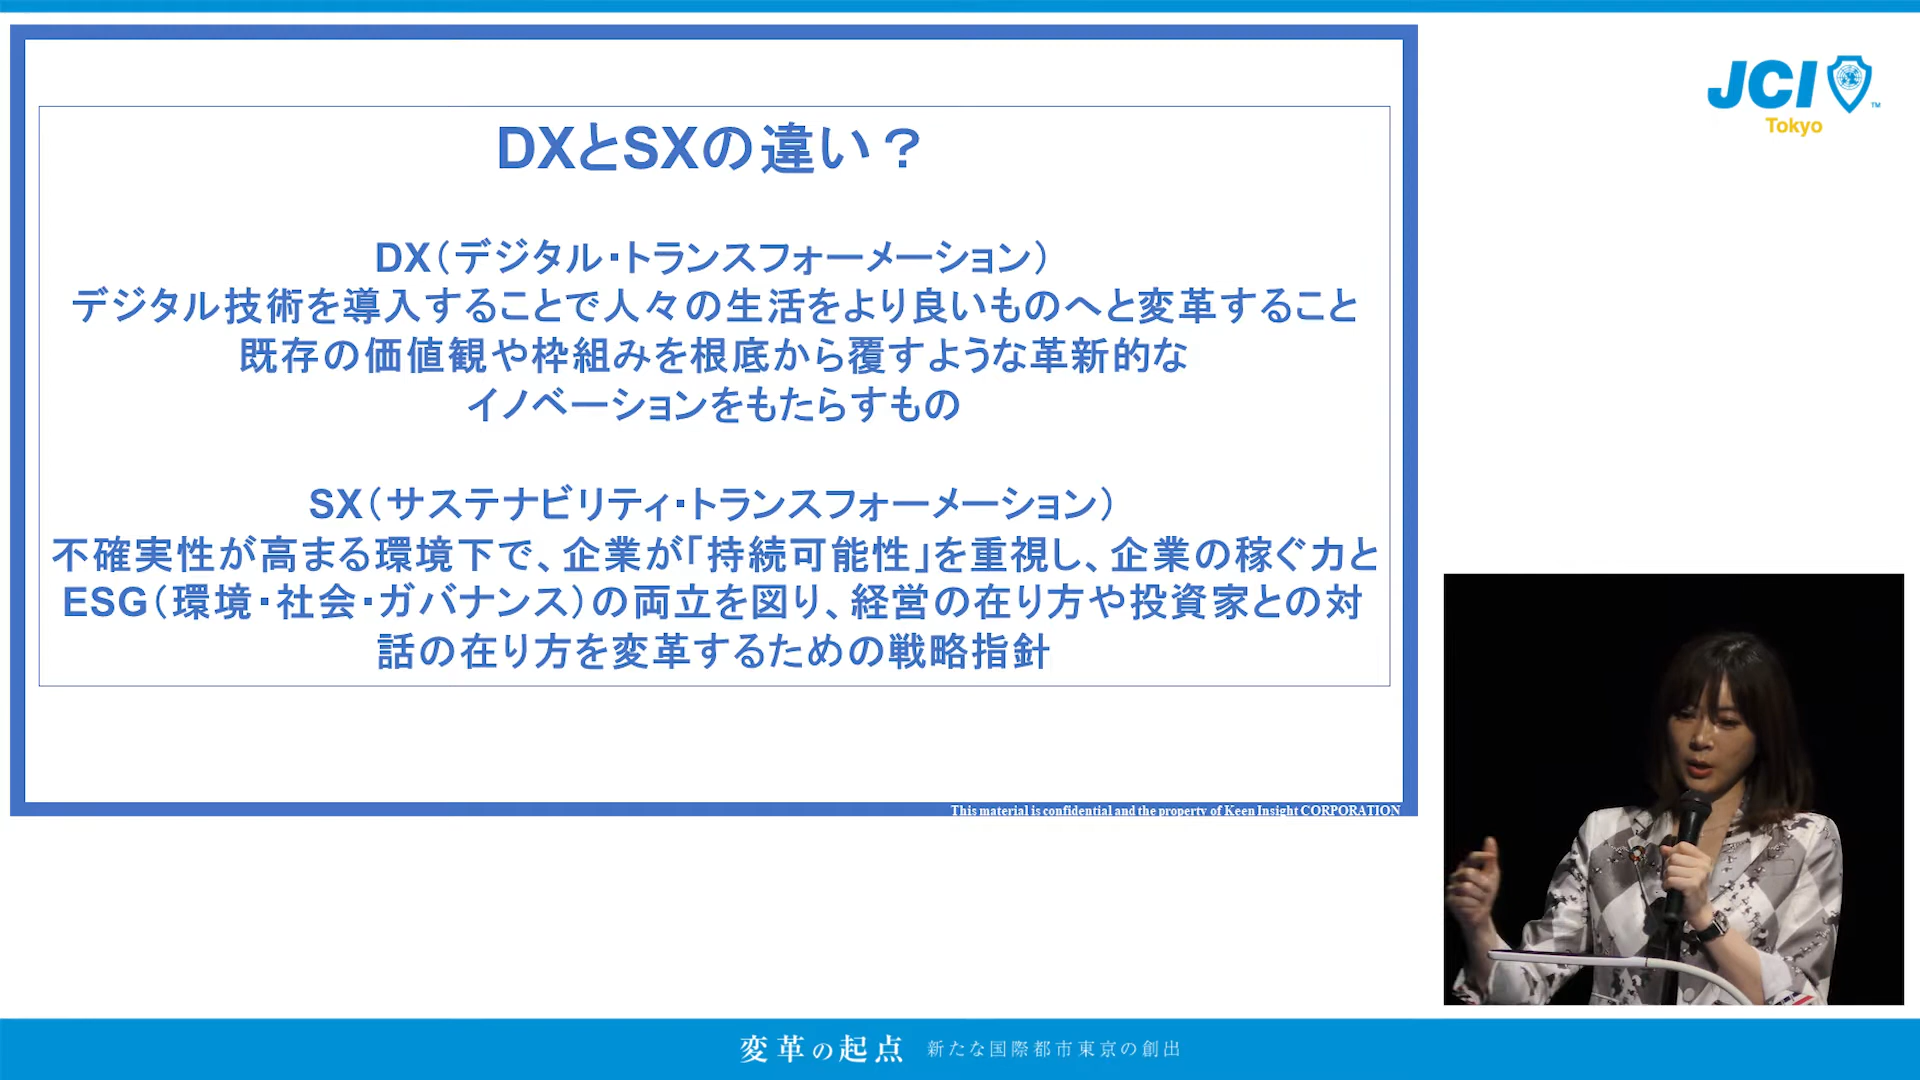 DXとSXの違い？
DX（デジタル・トランスフォーメーション）
デジタル技術を導入することで人々の生活をより良いものへと変革すること
既存の価値観や枠組みを根底から覆すような革新的な
イノベーションをもたらすもの
SX（サステナビリティ・トランスフォーメーション）
不確実性が高まる環境下で、企業が「持続可能性」を重視し、企業の稼ぐ力と
ESG（環境・社会・ガバナンス）の両立を図り、経営の在り方や投資家との対
話の在り方を変革するための戦略指針
This material is confidential and the property of Keen Insight CORPORATION
JCI
TM
Tokyo
変革の起点 新たな国際都市東京の創出